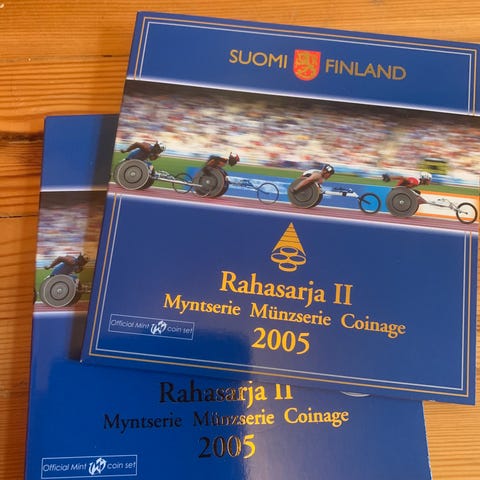 SUOMI FINLAND
Rahasarja II
Myntserie Münzserie Coinage
2005
Official Mint coin set
Rahasarja II
Myntserie Münzserie Coinage
2005
Official Mint coin set